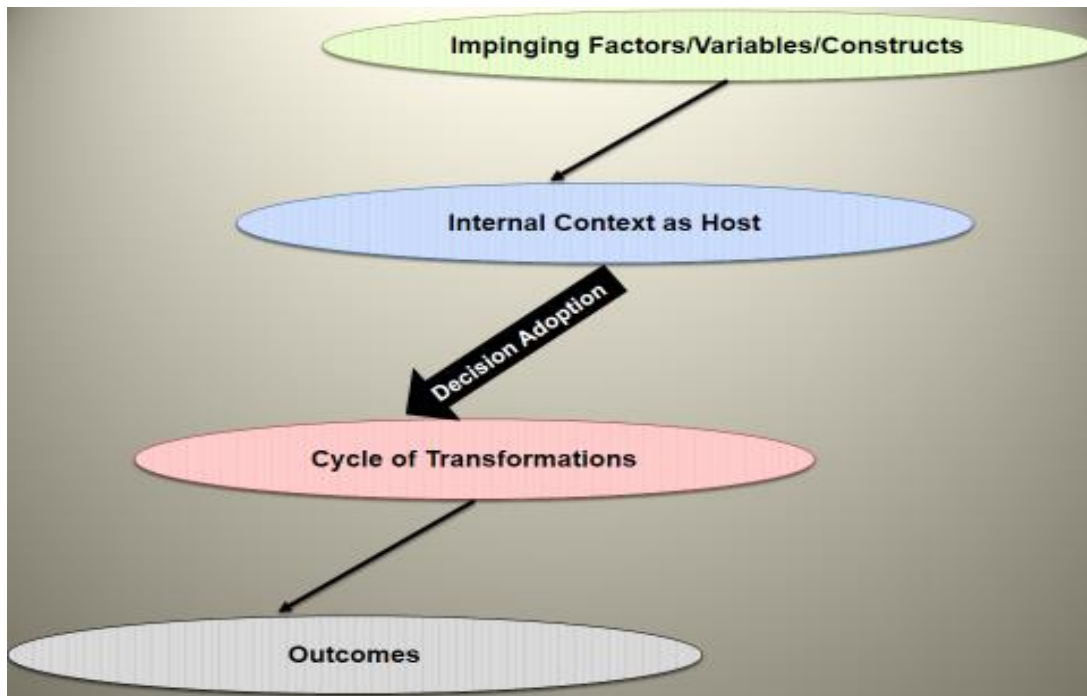 Impinging Factors/Variables/Constructs
Internal Context as Host
Decision Adoption
Cycle of Transformations
Outcomes